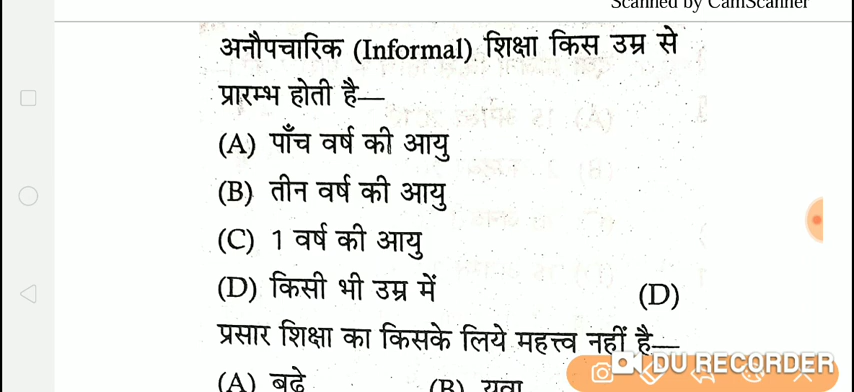 Scanned by CamScanner
अनौपचारिक (Informal) शिक्षा किस उम्र से
प्रारम्भ होती है—
(A) पाँच वर्ष की आयु
(B) तीन वर्ष की आयु
(C) 1 वर्ष की आयु
(D) किसी भी उम्र में (D)
प्रसार शिक्षा का किसके लिये महत्त्व नहीं है—
DU RECORDER
(A) बूढ़े (B) युवा